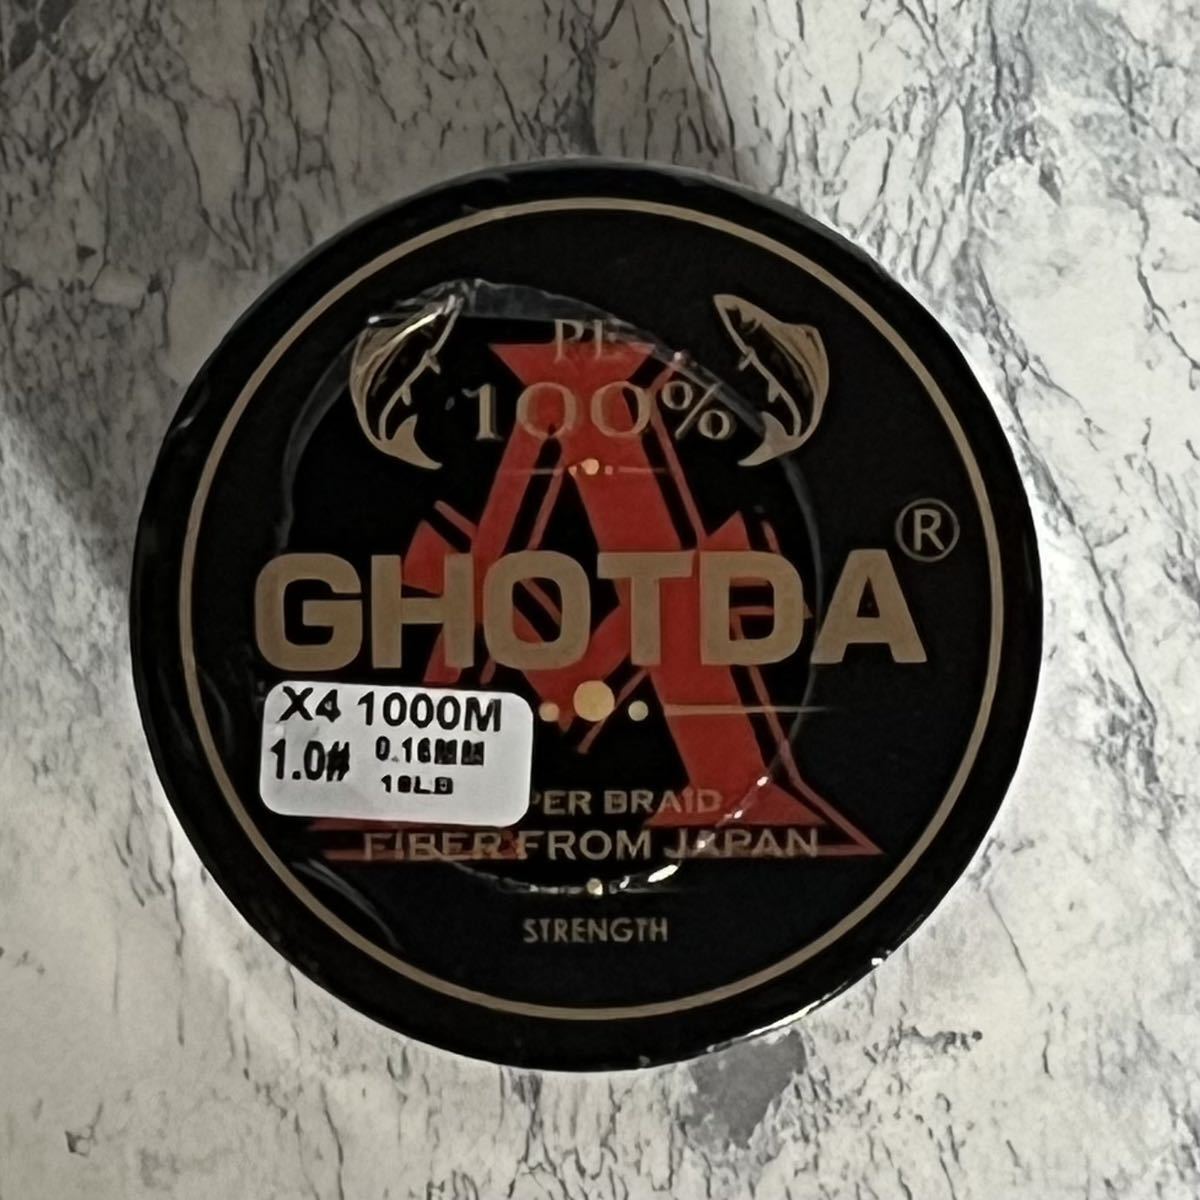 PE
100%
GHOTDA®
X4 1000M
1.0# 0.16MM
18LB
PER BRAID
FIBER FROM JAPAN
STRENGTH